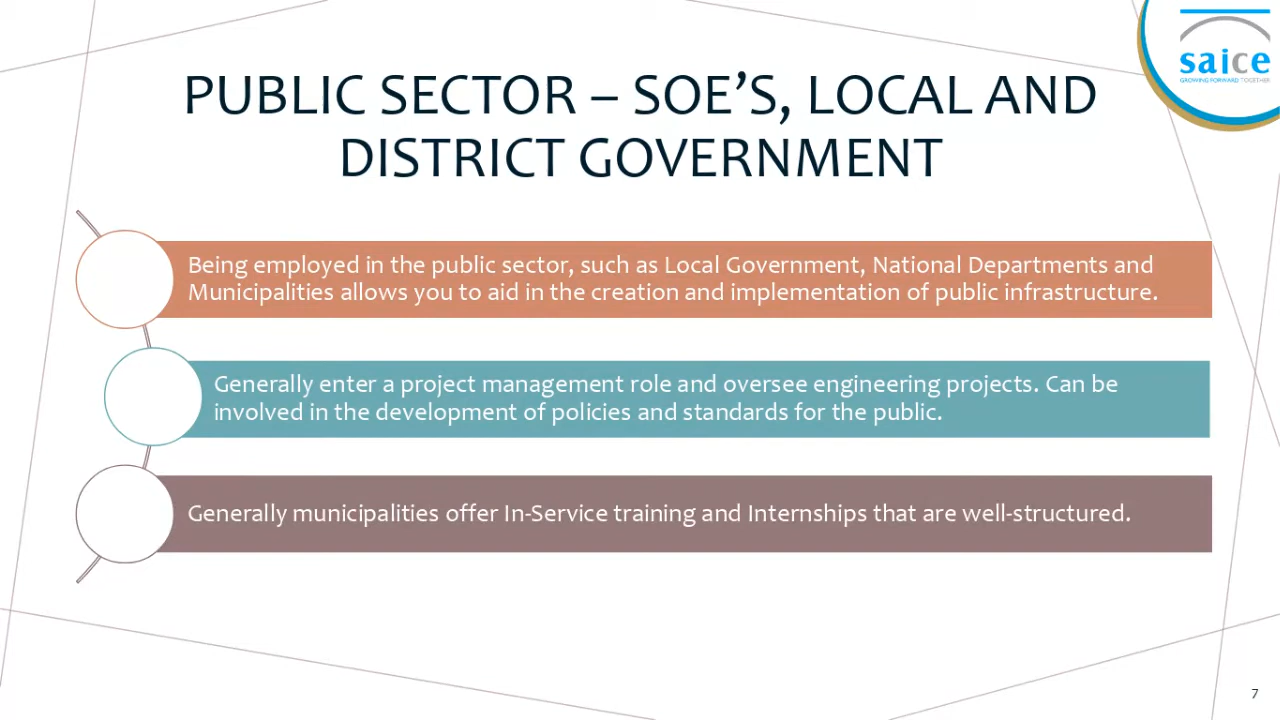 saice
GROWING FORWARD TOGETHER
PUBLIC SECTOR – SOE’S, LOCAL AND
DISTRICT GOVERNMENT
Being employed in the public sector, such as Local Government, National Departments and
Municipalities allows you to aid in the creation and implementation of public infrastructure.
Generally enter a project management role and oversee engineering projects. Can be
involved in the development of policies and standards for the public.
Generally municipalities offer In-Service training and Internships that are well-structured.
7